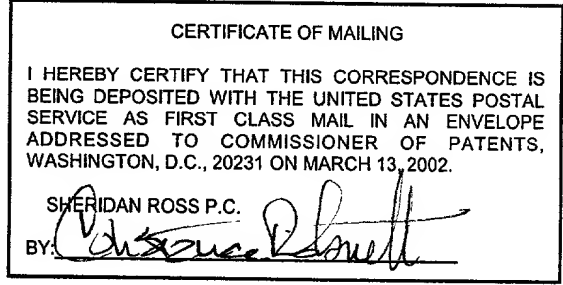 CERTIFICATE OF MAILING
I HEREBY CERTIFY THAT THIS CORRESPONDENCE IS
BEING DEPOSITED WITH THE UNITED STATES POSTAL
SERVICE AS FIRST CLASS MAIL IN AN ENVELOPE
ADDRESSED TO COMMISSIONER OF PATENTS,
WASHINGTON, D.C., 20231 ON MARCH 13, 2002.
SHERIDAN ROSS P.C.
BY: